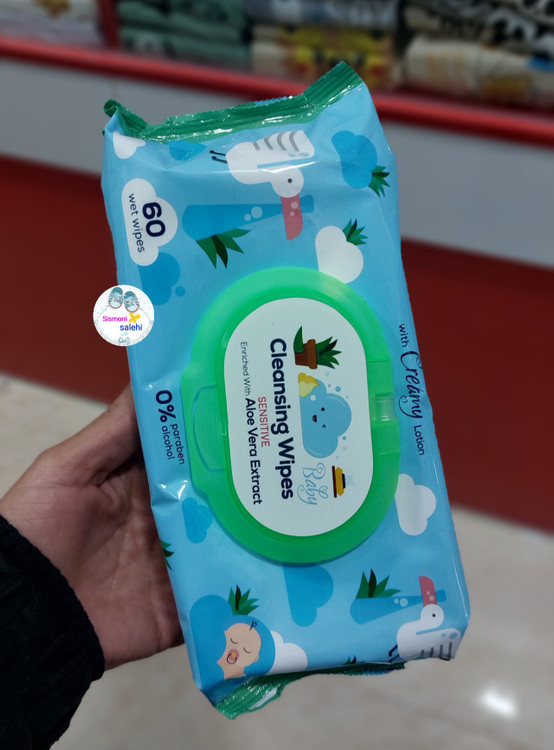 60
wet wipes
Sismoni
salehi
0% paraben
alcohol
with Creamy Lotion
Baby
Cleansing Wipes
SENSITIVE
Enriched With Aloe Vera Extract